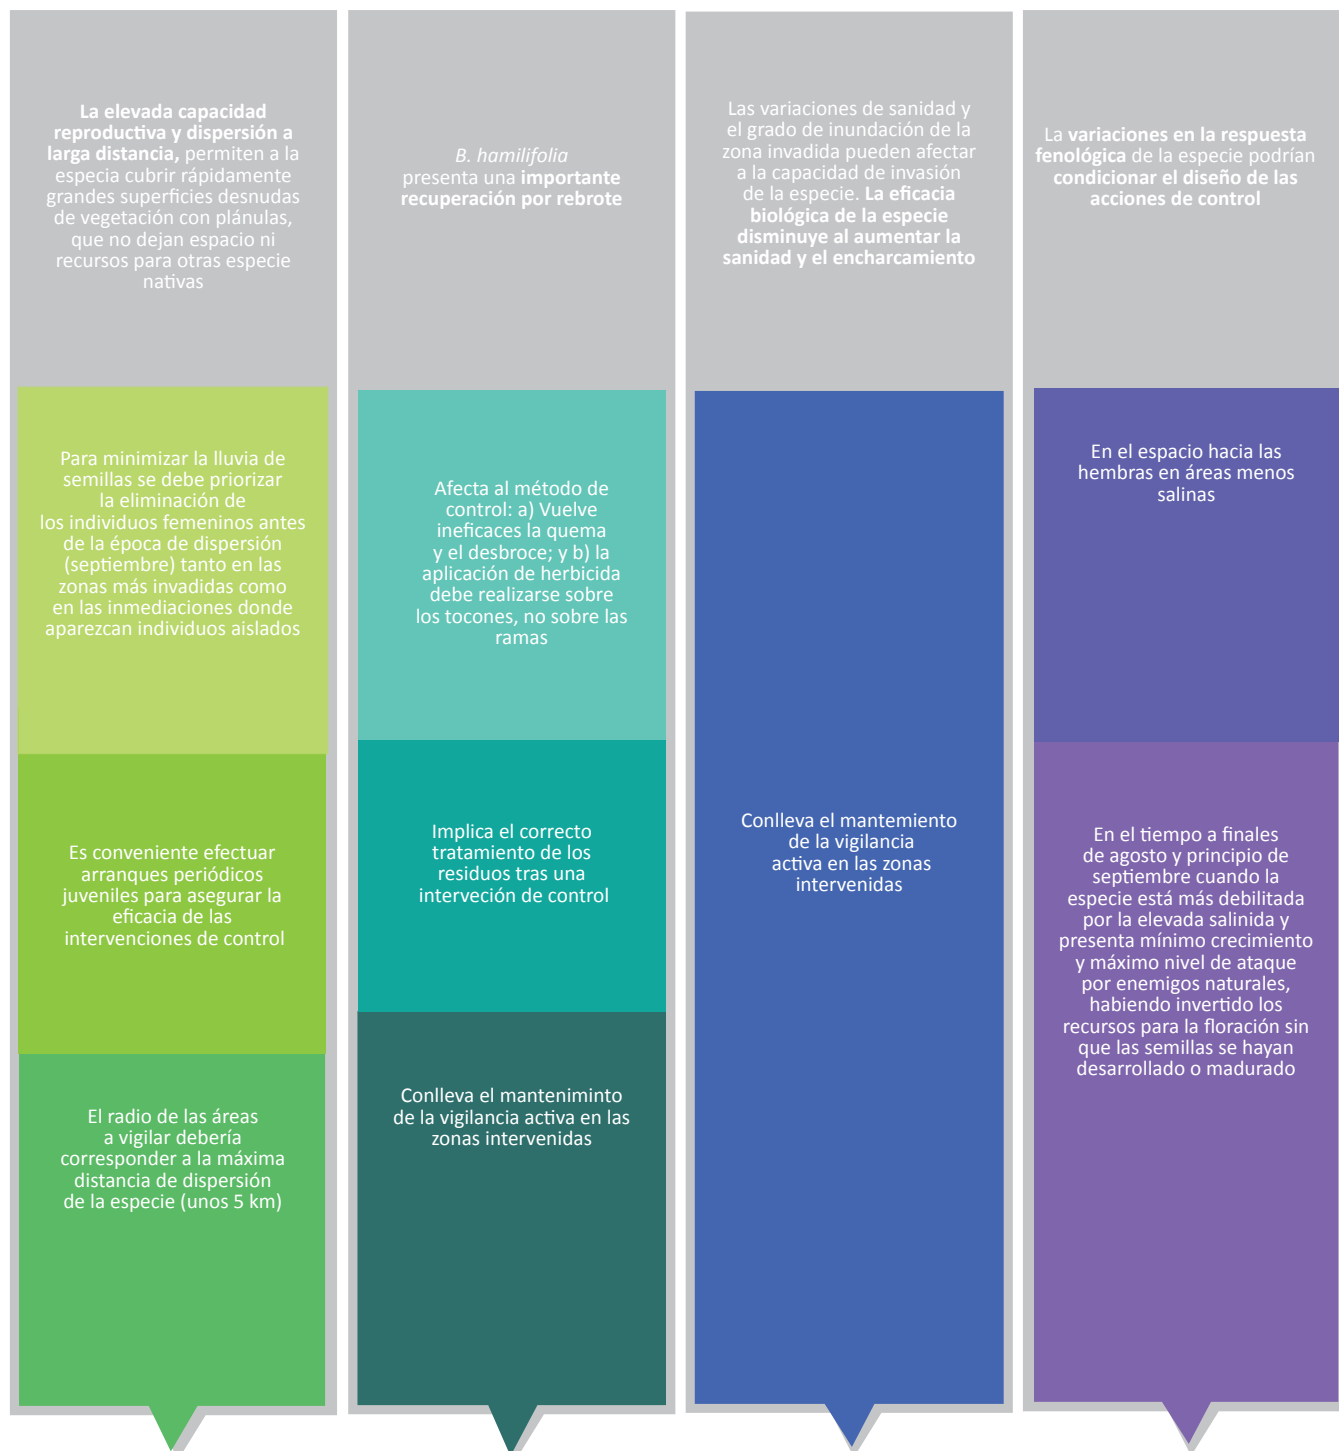 La elevada capacidad
reproductiva y dispersión a
larga distancia, permiten a la
especia cubrir rápidamente
grandes superficies desnudas
de vegetación con plánulas,
que no dejan espacio ni
recursos para otras especie
nativas
Para minimizar la lluvia de
semillas se debe priorizar
la eliminación de
los individuos femeninos antes
de la época de dispersión
(septiembre) tanto en las
zonas más invadidas como
en las inmediaciones donde
aparezcan individuos aislados
Es conveniente efectuar
arranques periódicos
juveniles para asegurar la
eficacia de las
intervenciones de control
El radio de las áreas
a vigilar debería
corresponder a la máxima
distancia de dispersión
de la especie (unos 5 km)
B. hamilifolia
presenta una importante
recuperación por rebrote
Afecta al método de
control: a) Vuelve
ineficaces la quema
y el desbroce; y b) la
aplicación de herbicida
debe realizarse sobre
los tocones, no sobre las
ramas
Implica el correcto
tratamiento de los
residuos tras una
interveción de control
Conlleva el manteniminto
de la vigilancia activa en las
zonas intervenidas
Las variaciones de sanidad y
el grado de inundación de la
zona invadida pueden afectar
a la capacidad de invasión
de la especie. La eficacia
biológica de la especie
disminuye al aumentar la
sanidad y el encharcamiento
Conlleva el mantemiento
de la vigilancia
activa en las zonas
intervenidas
La variaciones en la respuesta
fenológica de la especie podrían
condicionar el diseño de las
acciones de control
En el espacio hacia las
hembras en áreas menos
salinas
En el tiempo a finales
de agosto y principio de
septiembre cuando la
especie está más debilitada
por la elevada salinida y
presenta mínimo crecimiento
y máximo nivel de ataque
por enemigos naturales,
habiendo invertido los
recursos para la floración sin
que las semillas se hayan
desarrollado o madurado